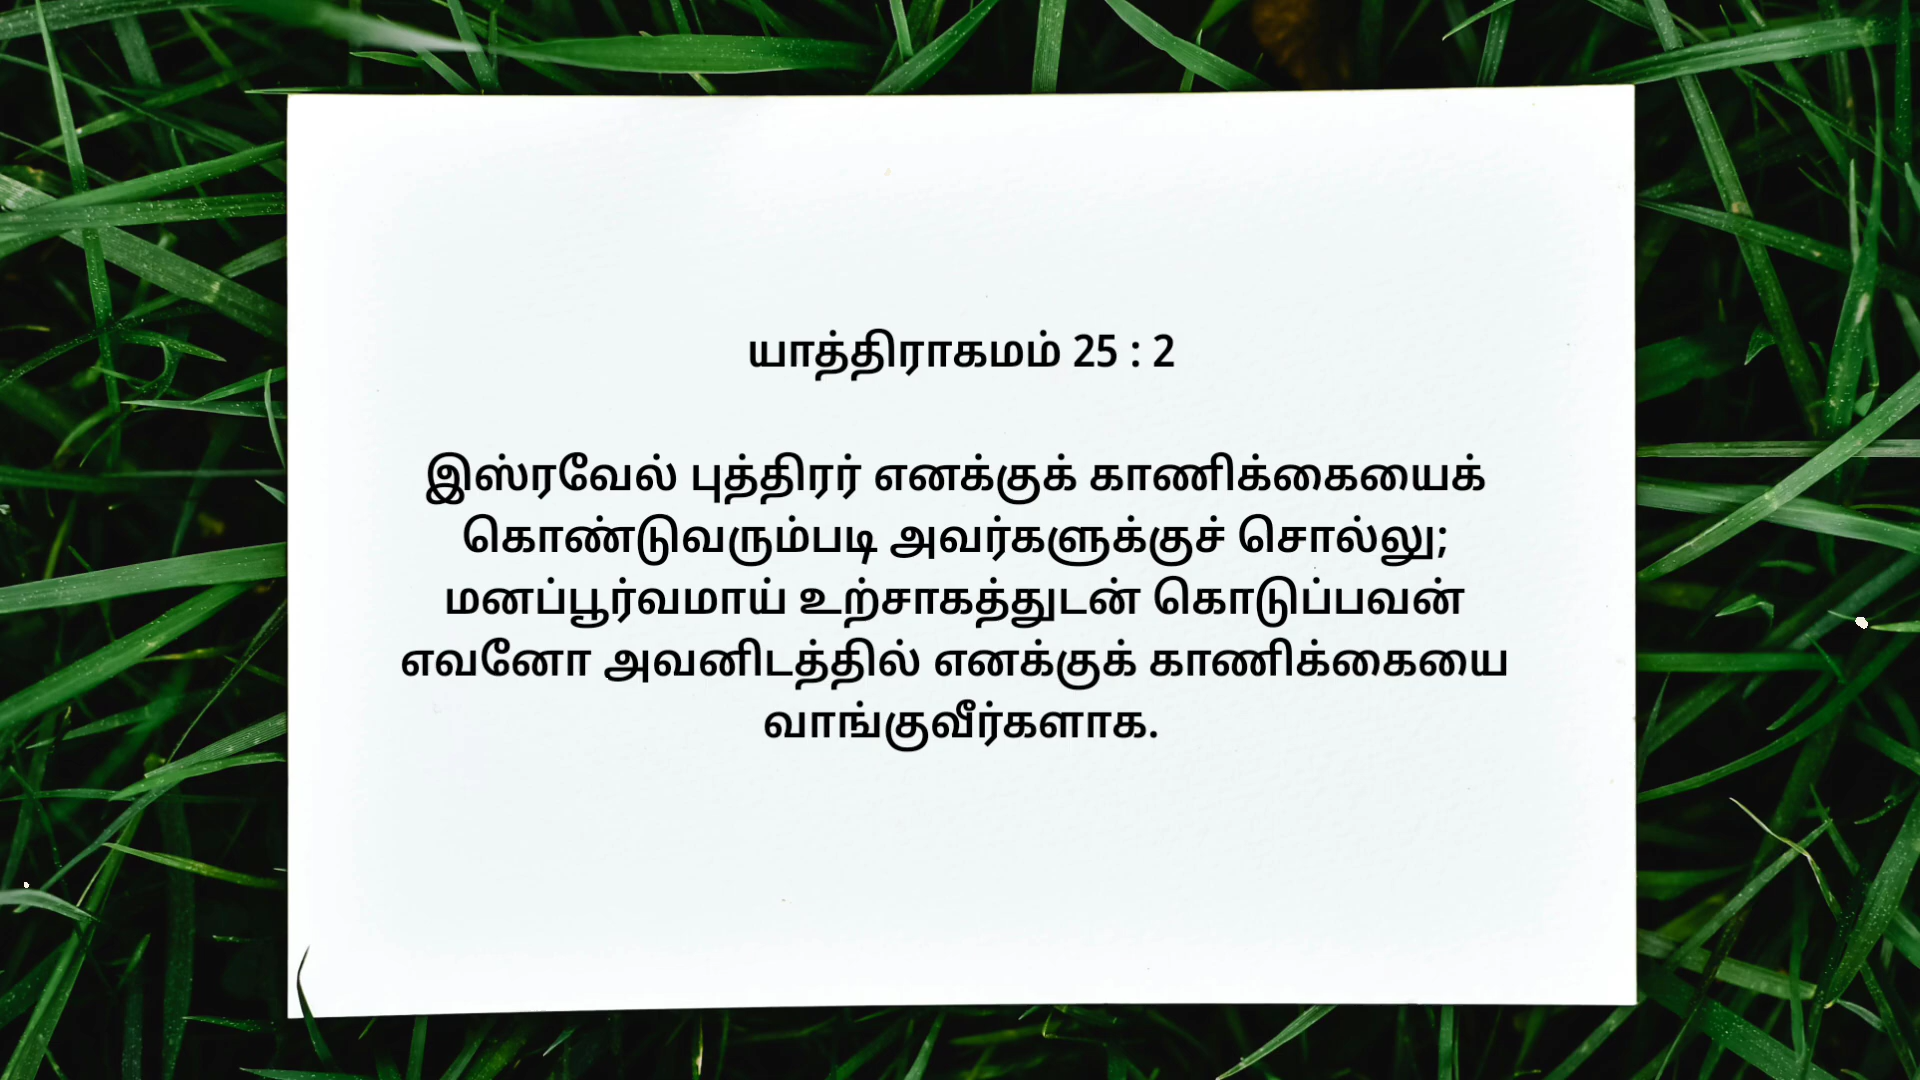 யாத்திராகமம் 25 : 2
இஸ்ரவேல் புத்திரர் எனக்குக் காணிக்கையைக்
கொண்டுவரும்படி அவர்களுக்குச் சொல்லு;
மனப்பூர்வமாய் உற்சாகத்துடன் கொடுப்பவன்
எவனோ அவனிடத்தில் எனக்குக் காணிக்கையை
வாங்குவீர்களாக.